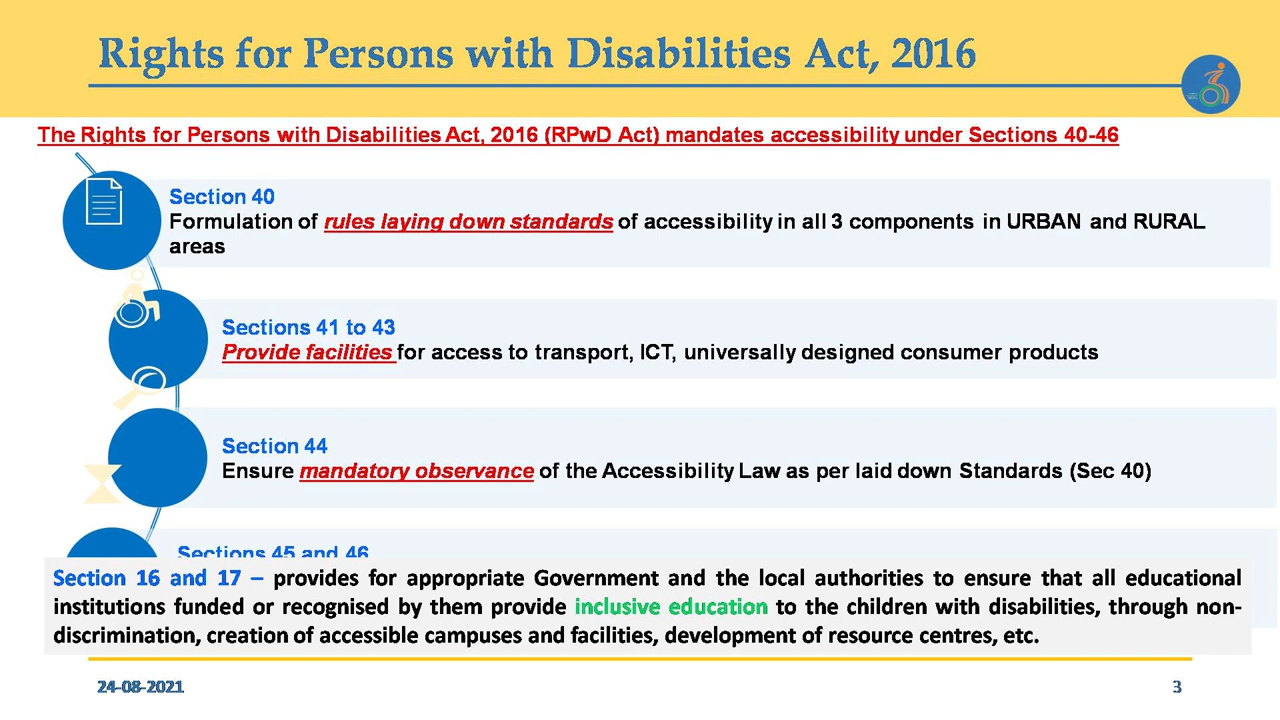 Rights for Persons with Disabilities Act, 2016
The Rights for Persons with Disabilities Act, 2016 (RPwD Act) mandates accessibility under Sections 40-46
Section 40
Formulation of rules laying down standards of accessibility in all 3 components in URBAN and RURAL
areas
Sections 41 to 43
Provide facilities for access to transport, ICT, universally designed consumer products
Section 44
Ensure mandatory observance of the Accessibility Law as per laid down Standards (Sec 40)
Sections 45 and 46
Section 16 and 17 – provides for appropriate Government and the local authorities to ensure that all educational
institutions funded or recognised by them provide inclusive education to the children with disabilities, through non-
discrimination, creation of accessible campuses and facilities, development of resource centres, etc.
24-08-2021
3